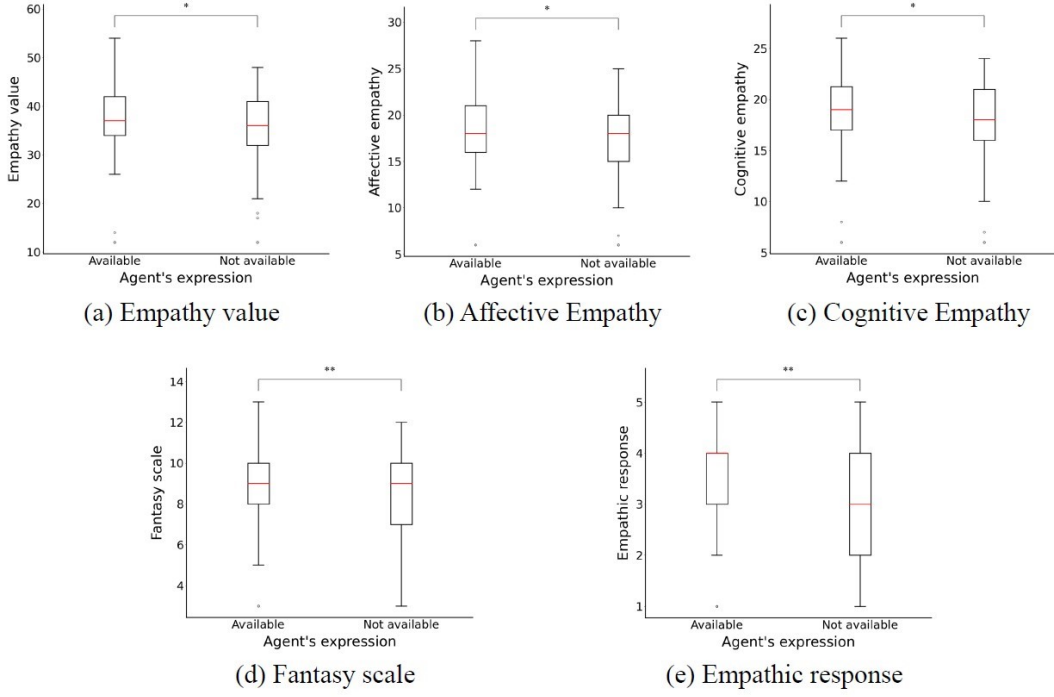 60
50
40
30
20
10
Empathy value
*
Available
Not available
Agent's expression
(a) Empathy value
30
25
20
15
10
5
Affective empathy
*
Available
Not available
Agent's expression
(b) Affective Empathy
25
20
15
10
5
Cognitive empathy
*
Available
Not available
Agent's expression
(c) Cognitive Empathy
14
12
10
8
6
4
Fantasy scale
**
Available
Not available
Agent's expression
(d) Fantasy scale
5
4
3
2
1
Empathic response
**
Available
Not available
Agent's expression
(e) Empathic response